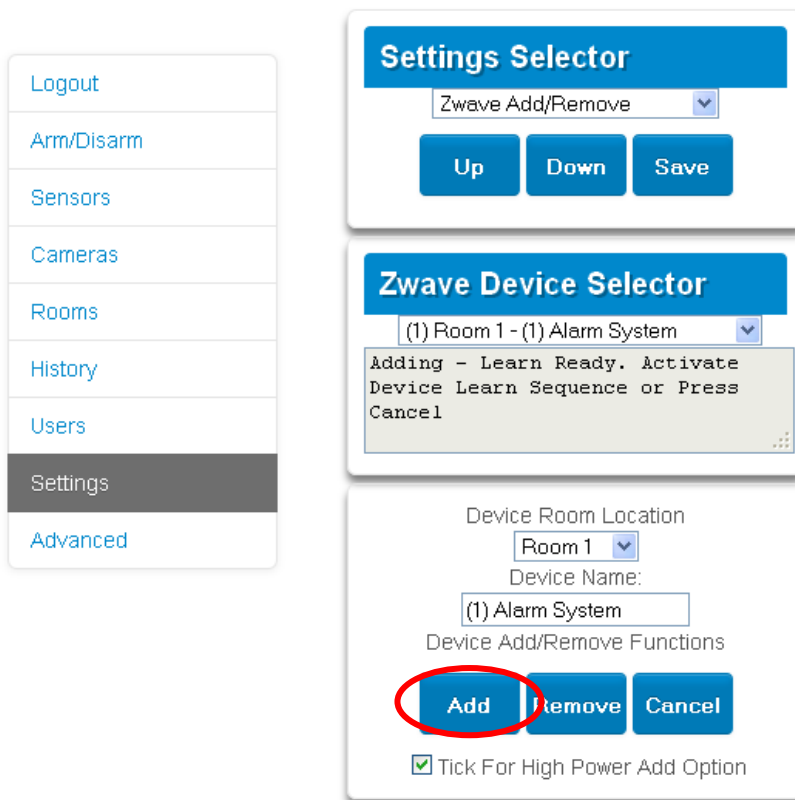 Logout
Arm/Disarm
Sensors
Cameras
Rooms
History
Users
Settings
Advanced
Settings Selector
Zwave Add/Remove
Up Down Save
Zwave Device Selector
(1) Room 1 - (1) Alarm System
Adding - Learn Ready. Activate
Device Learn Sequence or Press
Cancel
Device Room Location
Room 1
Device Name:
(1) Alarm System
Device Add/Remove Functions
Add Remove Cancel
Tick For High Power Add Option